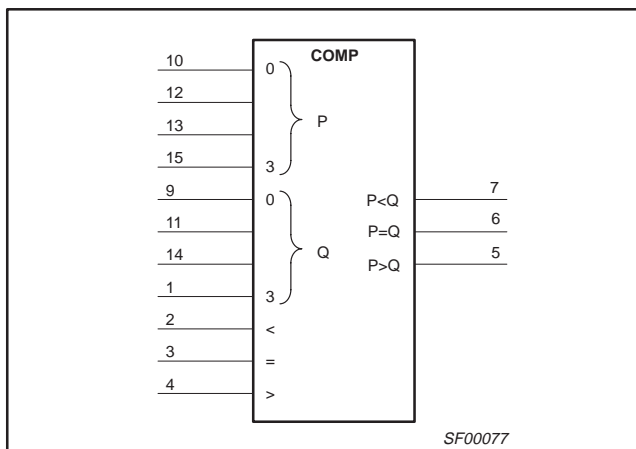 COMP
10 0
12
13 P
15 3
9 0 P<Q 7
11 P=Q 6
14 Q P>Q 5
1 3
2 <
3 =
4 >
SF00077